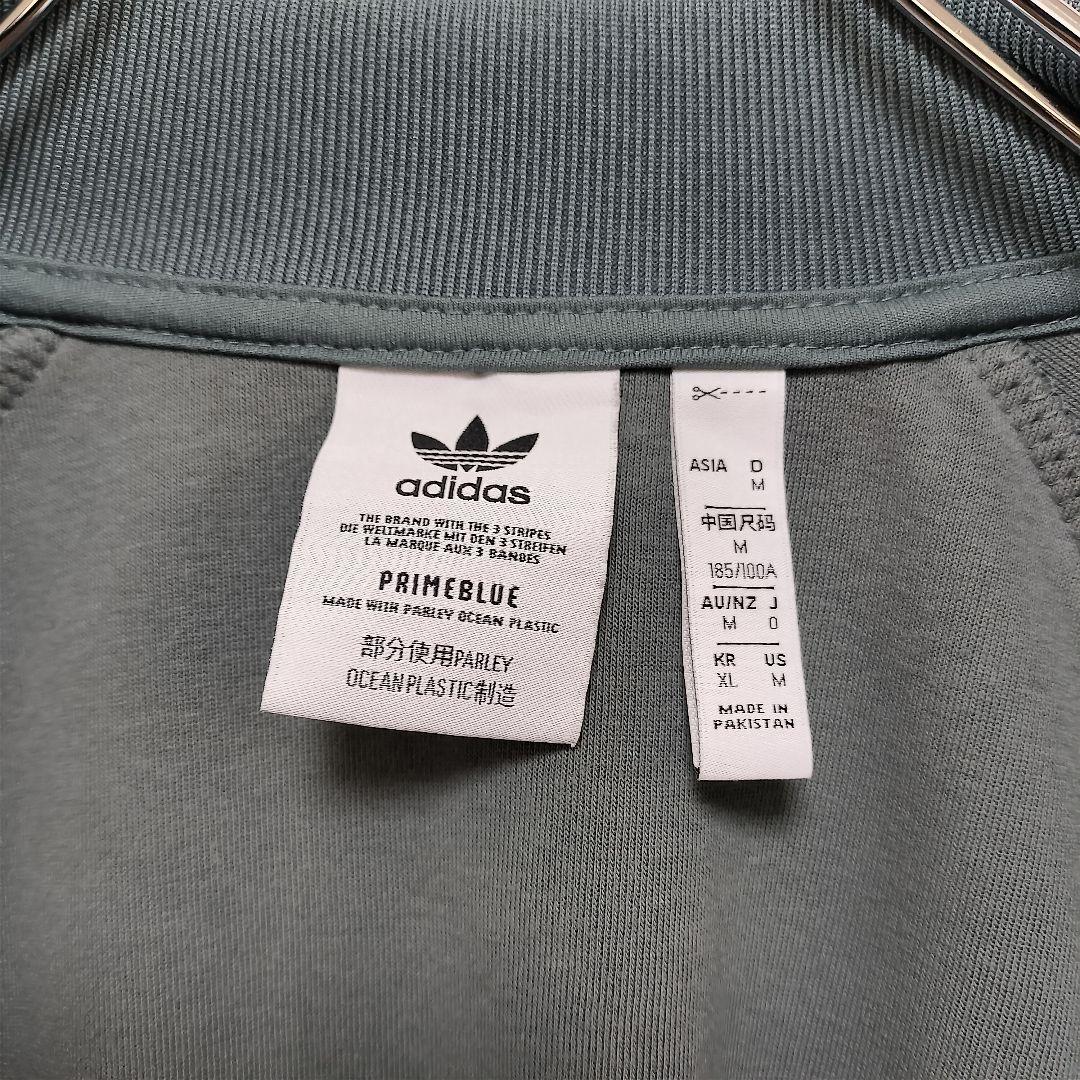 adidas
THE BRAND WITH THE 3 STRIPES
DIE WELTMARKE MIT DEN 3 STREIFEN
LA MARQUE AUX 3 BANDES
PRIMEBLUE
MADE WITH PARLEY OCEAN PLASTIC
部分使用PARLEY
OCEAN PLASTIC制造
ASIA D
M
中国尺码
M
185/100A
AU/NZ J
M O
KR US
XL M
MADE IN
PAKISTAN